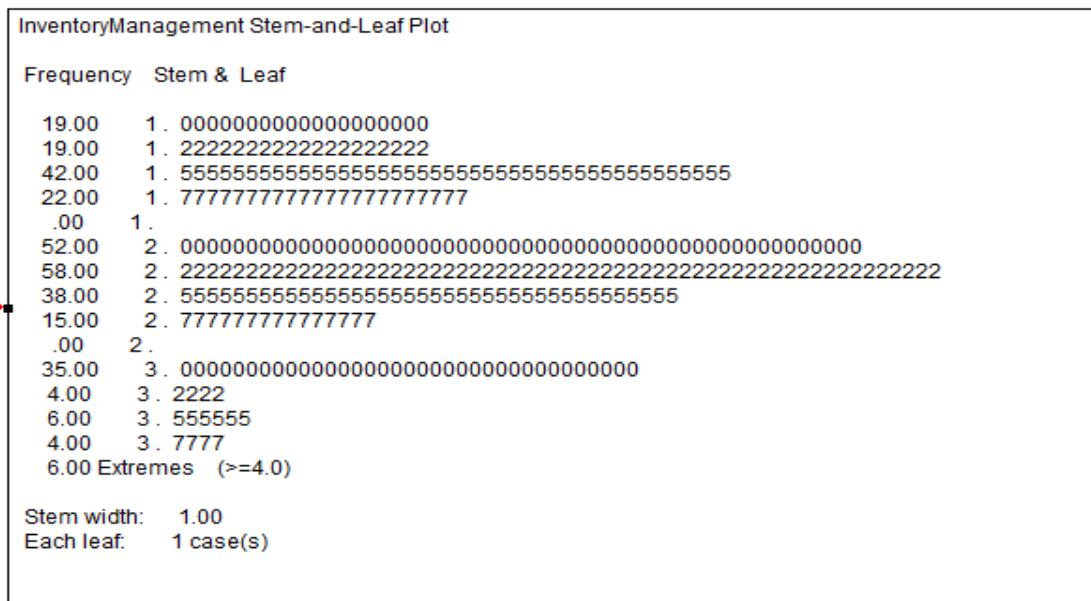 InventoryManagement Stem-and-Leaf Plot
Frequency Stem & Leaf
19.00 1 . 0000000000000000000
19.00 1 . 2222222222222222222
42.00 1 . 555555555555555555555555555555555555555555
22.00 1 . 7777777777777777777777
.00 1 .
52.00 2 . 0000000000000000000000000000000000000000000000000000
58.00 2 . 2222222222222222222222222222222222222222222222222222222222
38.00 2 . 55555555555555555555555555555555555555
15.00 2 . 777777777777777
.00 2 .
35.00 3 . 00000000000000000000000000000000000
4.00 3 . 2222
6.00 3 . 555555
4.00 3 . 7777
6.00 Extremes (>=4.0)
Stem width: 1.00
Each leaf: 1 case(s)